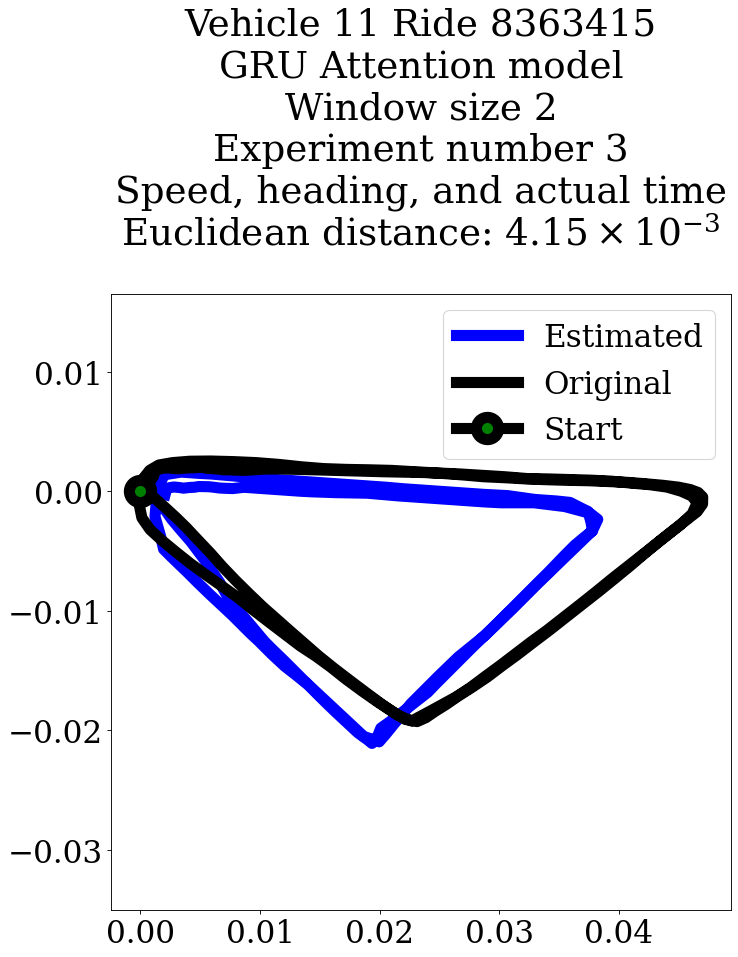 Vehicle 11 Ride 8363415
GRU Attention model
Window size 2
Experiment number 3
Speed, heading, and actual time
Euclidean distance: 4.15 × 10⁻³
Estimated
Original
Start
0.01
0.00
−0.01
−0.02
−0.03
0.00 0.01 0.02 0.03 0.04